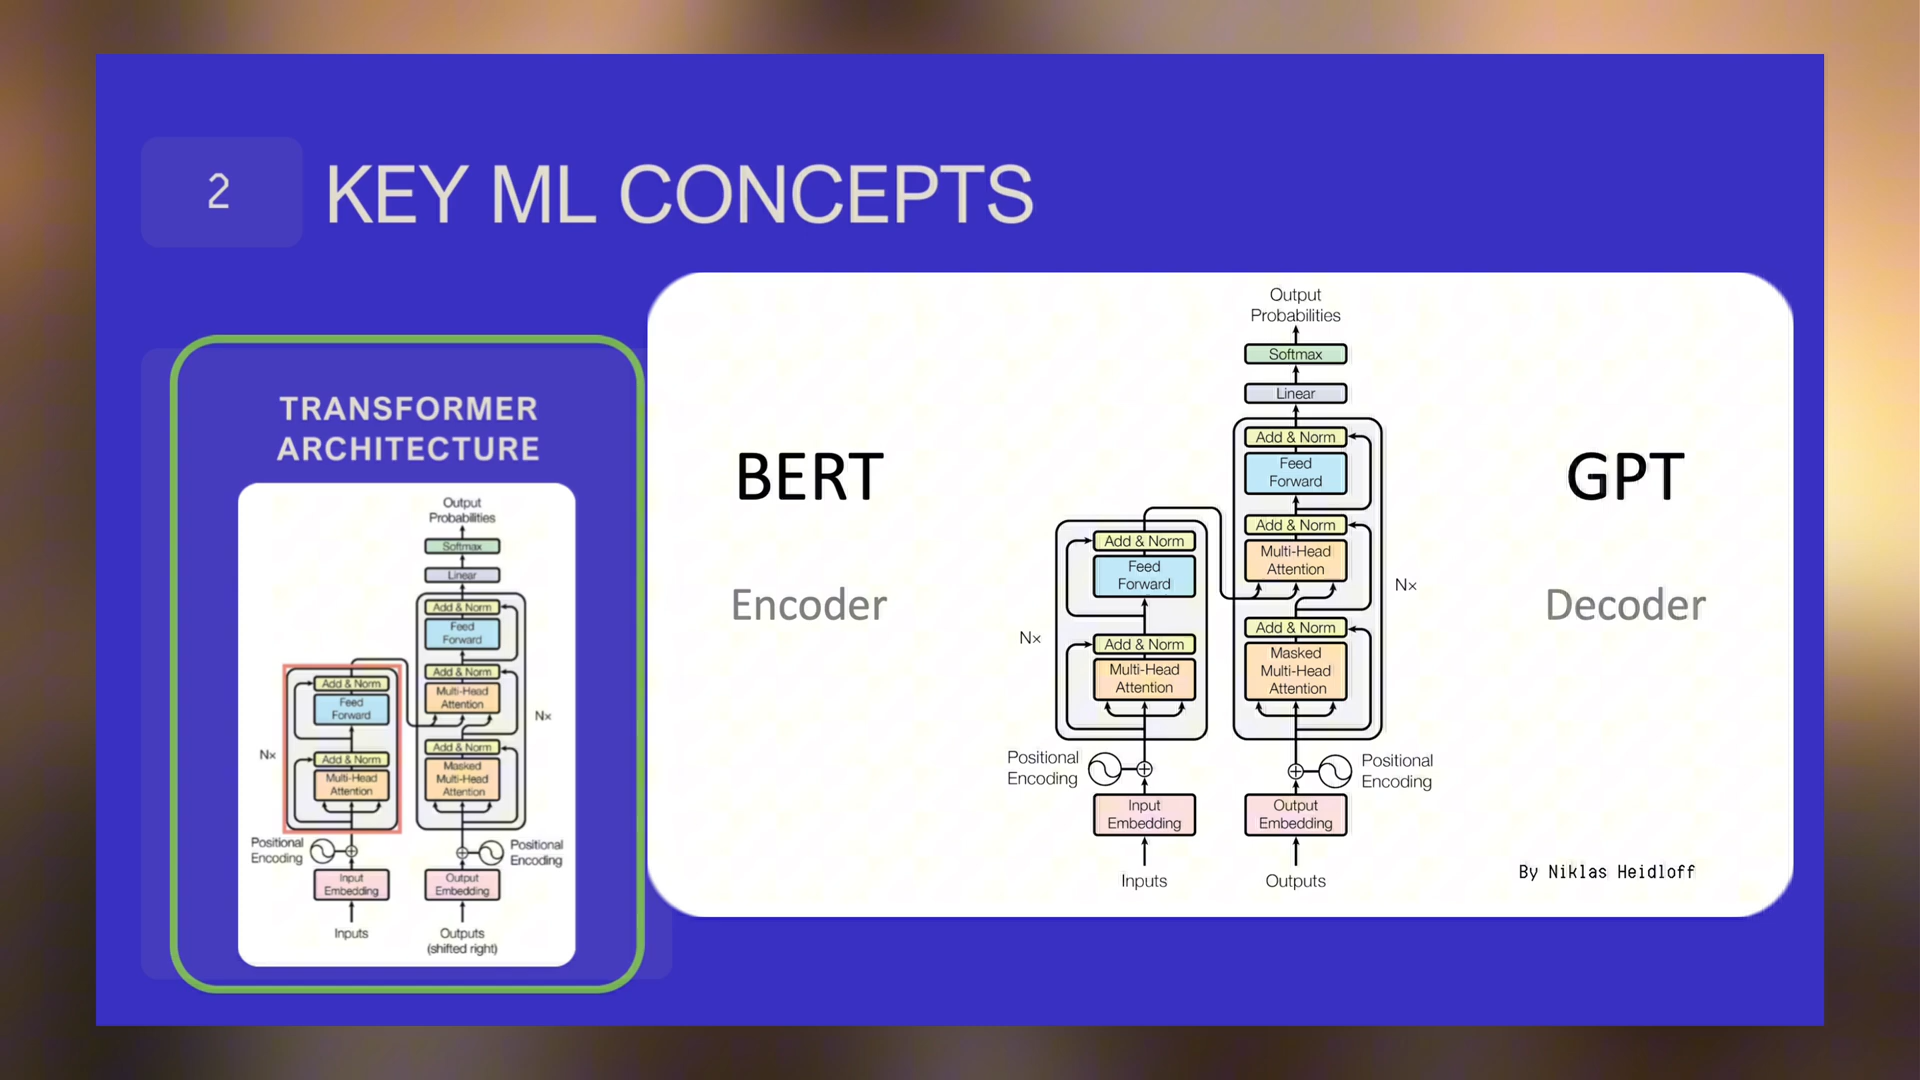 2
KEY ML CONCEPTS
TRANSFORMER
ARCHITECTURE
Output
Probabilities
Softmax
Linear
Add & Norm
Feed
Forward
Add & Norm
Multi-Head
Attention
Add & Norm
Masked
Multi-Head
Attention
Nx
Add & Norm
Feed
Forward
Add & Norm
Multi-Head
Attention
Nx
Positional
Encoding
Positional
Encoding
Input
Embedding
Output
Embedding
Inputs
Outputs
(shifted right)
BERT
Encoder
Output
Probabilities
Softmax
Linear
Add & Norm
Feed
Forward
Add & Norm
Multi-Head
Attention
Add & Norm
Masked
Multi-Head
Attention
Nx
Add & Norm
Feed
Forward
Add & Norm
Multi-Head
Attention
Nx
Positional
Encoding
Positional
Encoding
Input
Embedding
Output
Embedding
Inputs
Outputs
GPT
Decoder
By Niklas Heidloff